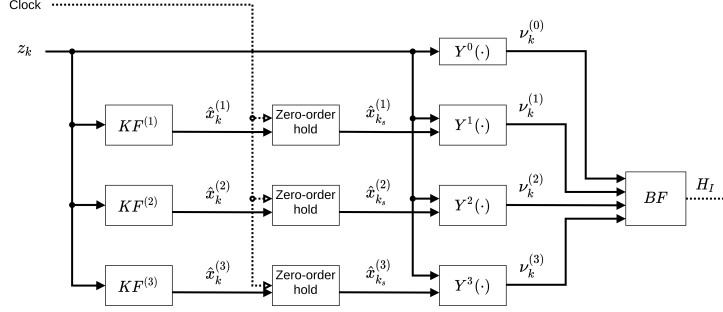 Clock
z_k
Y^0(·)
ν_k^{(0)}
KF^{(1)}
x̂_k^{(1)}
Zero-order
hold
x̂_{k_s}^{(1)}
Y^1(·)
ν_k^{(1)}
KF^{(2)}
x̂_k^{(2)}
Zero-order
hold
x̂_{k_s}^{(2)}
Y^2(·)
ν_k^{(2)}
BF
H_I
KF^{(3)}
x̂_k^{(3)}
Zero-order
hold
x̂_{k_s}^{(3)}
Y^3(·)
ν_k^{(3)}